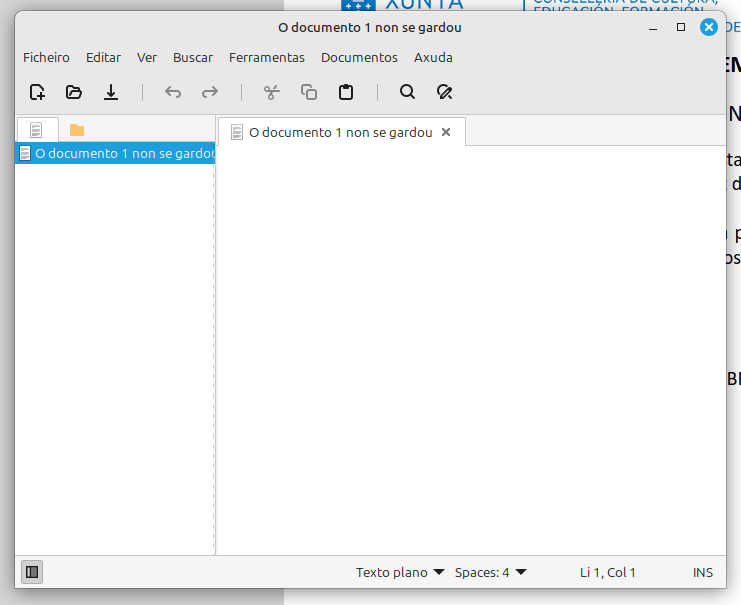 XUNTA
CONSELLERÍA DE CULTURA,
EDUCACIÓN, FORMACIÓN
DE
O documento 1 non se gardou
Ficheiro Editar Ver Buscar Ferramentas Documentos Axuda
O documento 1 non se gardou
O documento 1 non se gardou
Texto plano Spaces: 4 Li 1, Col 1 INS